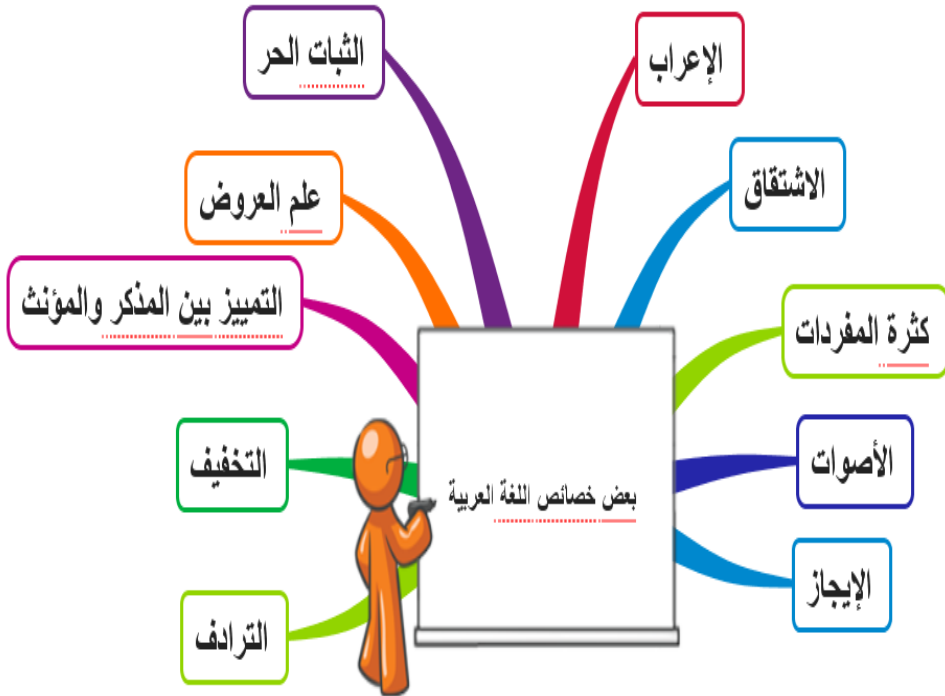 بعض خصائص اللغة العربية
الإعراب
الاشتقاق
كثرة المفردات
الأصوات
الإيجاز
الثبات الحر
علم العروض
التمييز بين المذكر والمؤنث
التخفيف
الترادف